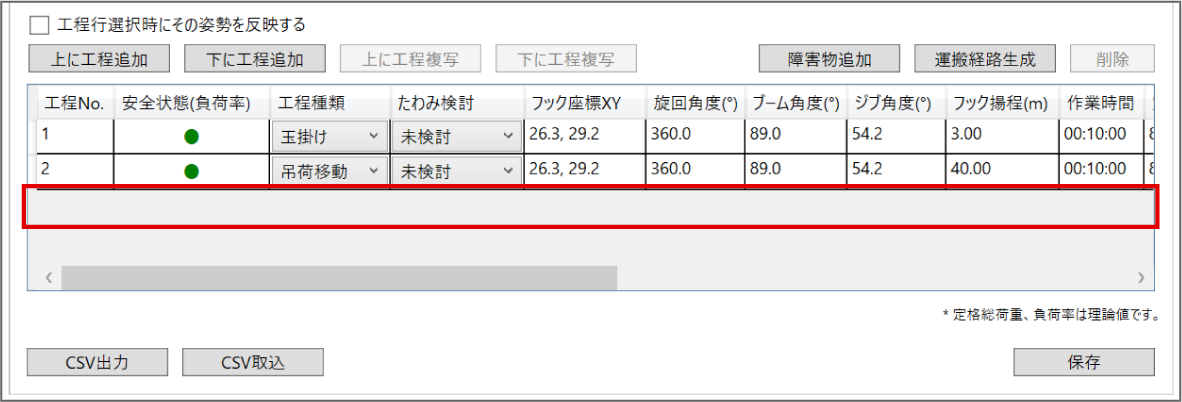 工程行選択時にその姿勢を反映する
上に工程追加 下に工程追加 上に工程複写 下に工程複写 障害物追加 運搬経路生成 削除
工程No. 安全状態(負荷率) 工程種類 たわみ検討 フック座標XY 旋回角度(°) ブーム角度(°) ジブ角度(°) フック揚程(m) 作業時間
1 玉掛け 未検討 26.3, 29.2 360.0 89.0 54.2 3.00 00:10:00
2 吊荷移動 未検討 26.3, 29.2 360.0 89.0 54.2 40.00 00:10:00
* 定格総荷重、負荷率は理論値です。
CSV出力 CSV取込 保存